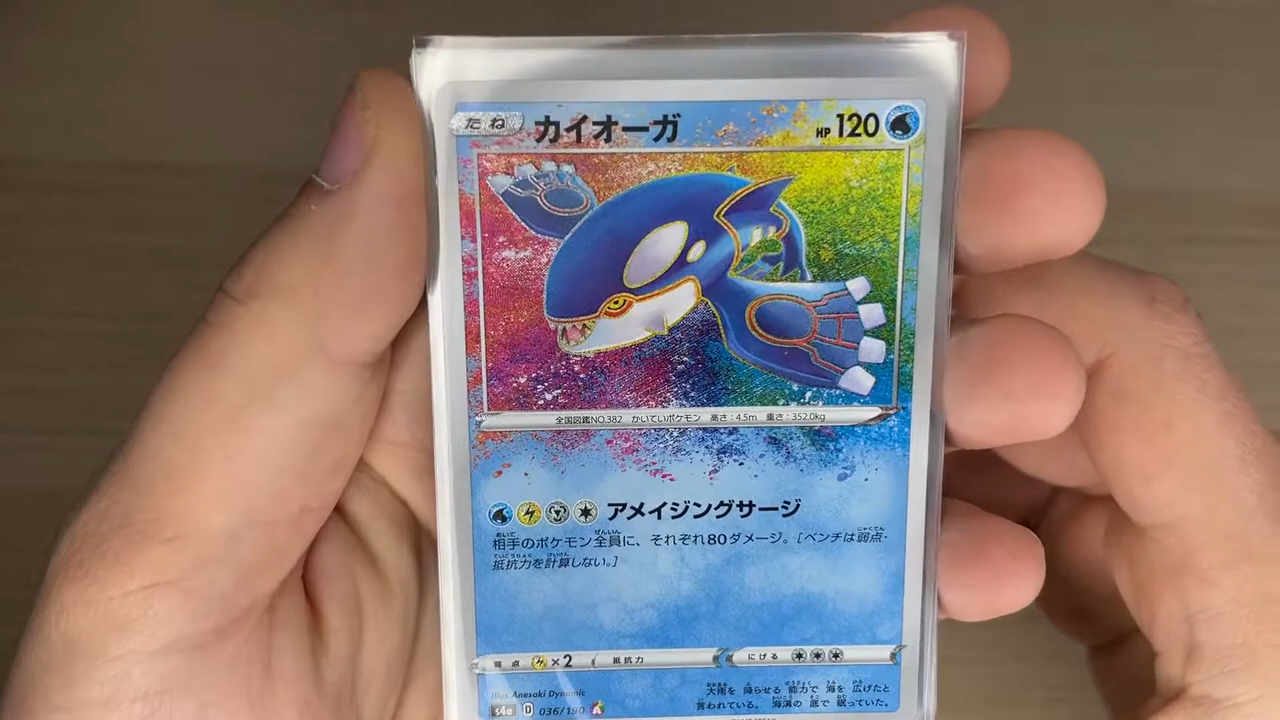 たね カイオーガ HP 120
全国図鑑NO.382 かいていポケモン 高さ:4.5m 重さ:352.0kg
アメイジングサージ
相手のポケモン全員に、それぞれ80ダメージ。[ベンチは弱点・
抵抗力を計算しない。]
弱点 ×2 抵抗力 にげる
Illus. Anesaki Dynamic
大雨を 降らせる 能力で 海を 広げたと
言われている。 海溝の 底で 眠っていた。
s4a D 036/190